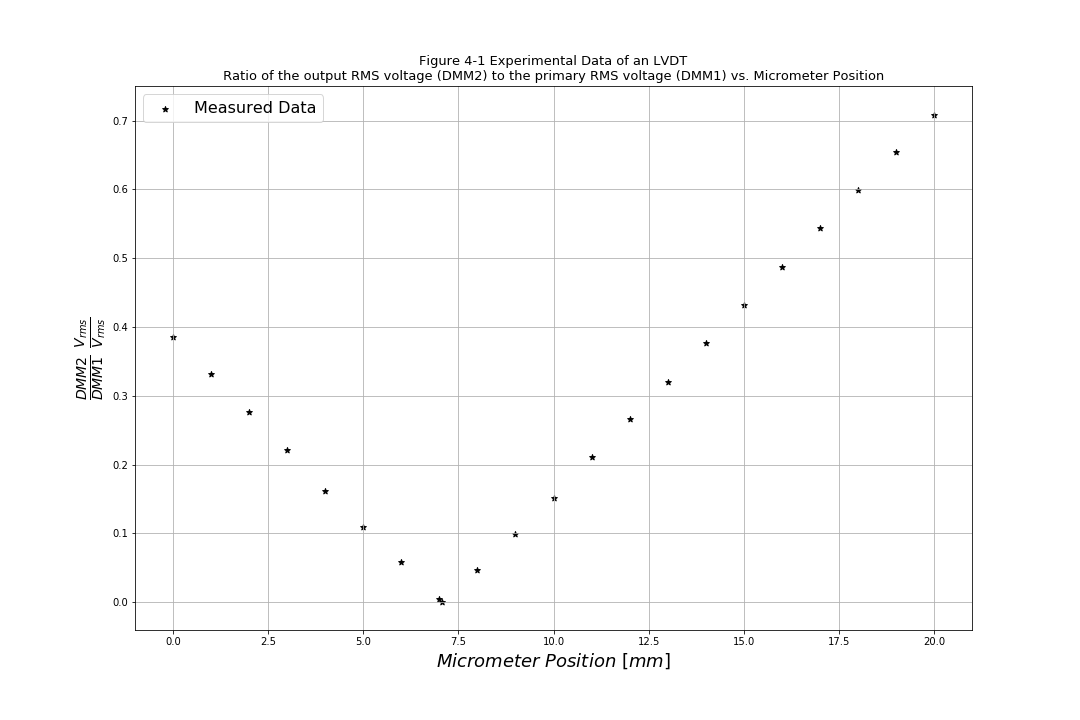 Figure 4-1 Experimental Data of an LVDT
Ratio of the output RMS voltage (DMM2) to the primary RMS voltage (DMM1) vs. Micrometer Position
Measured Data
0.7
0.6
0.5
0.4
0.3
0.2
0.1
0.0
DMM2 Vrms
DMM1 Vrms
0.0 2.5 5.0 7.5 10.0 12.5 15.0 17.5 20.0
Micrometer Position [mm]